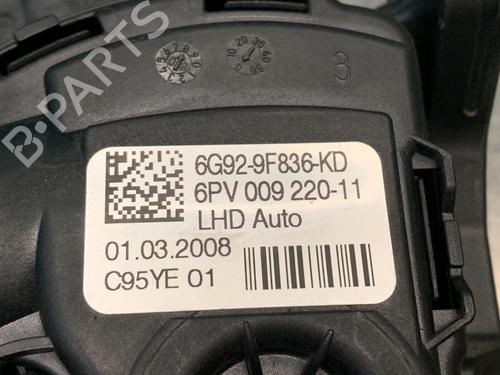 3
6G92-9F836-KD
6PV 009 220-11
LHD Auto
01.03.2008
C95YE 01
B-PARTS